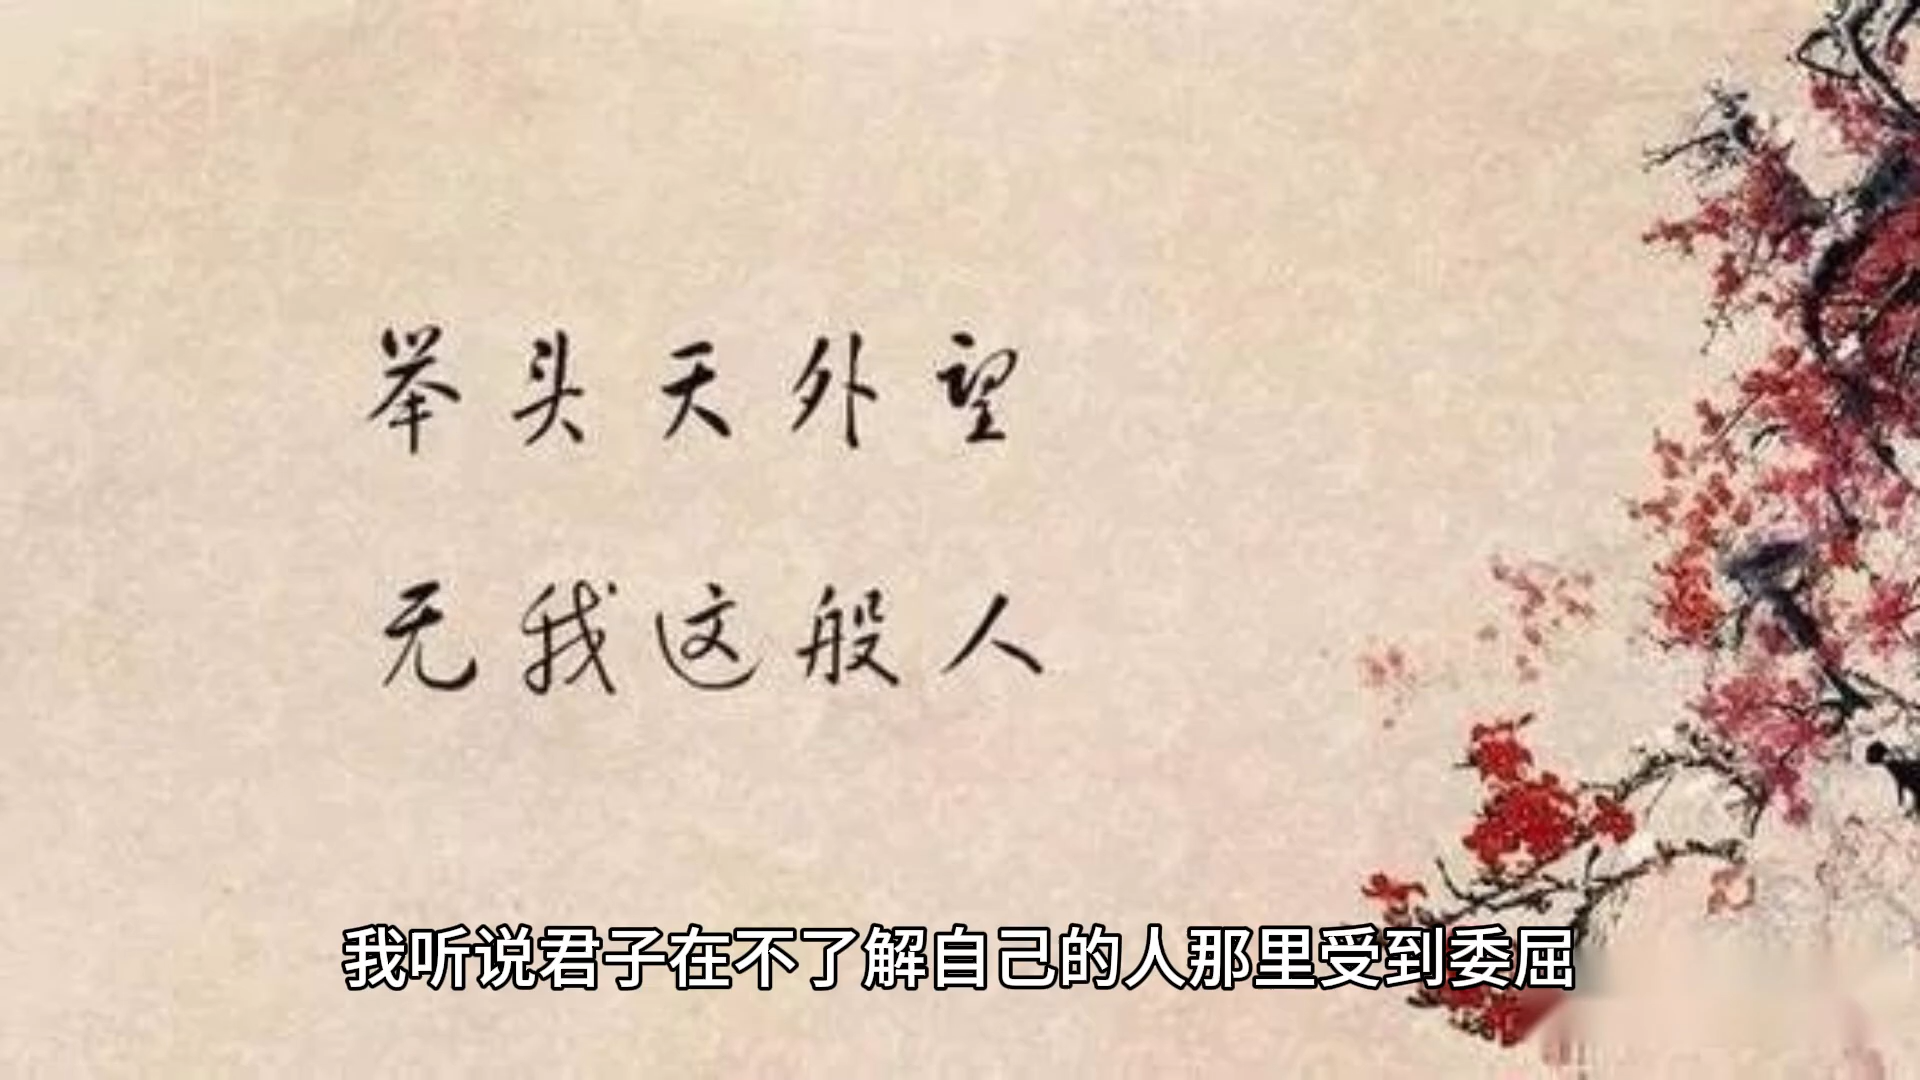 举头天外望
无我这般人
我听说君子在不了解自己的人那里受到委屈